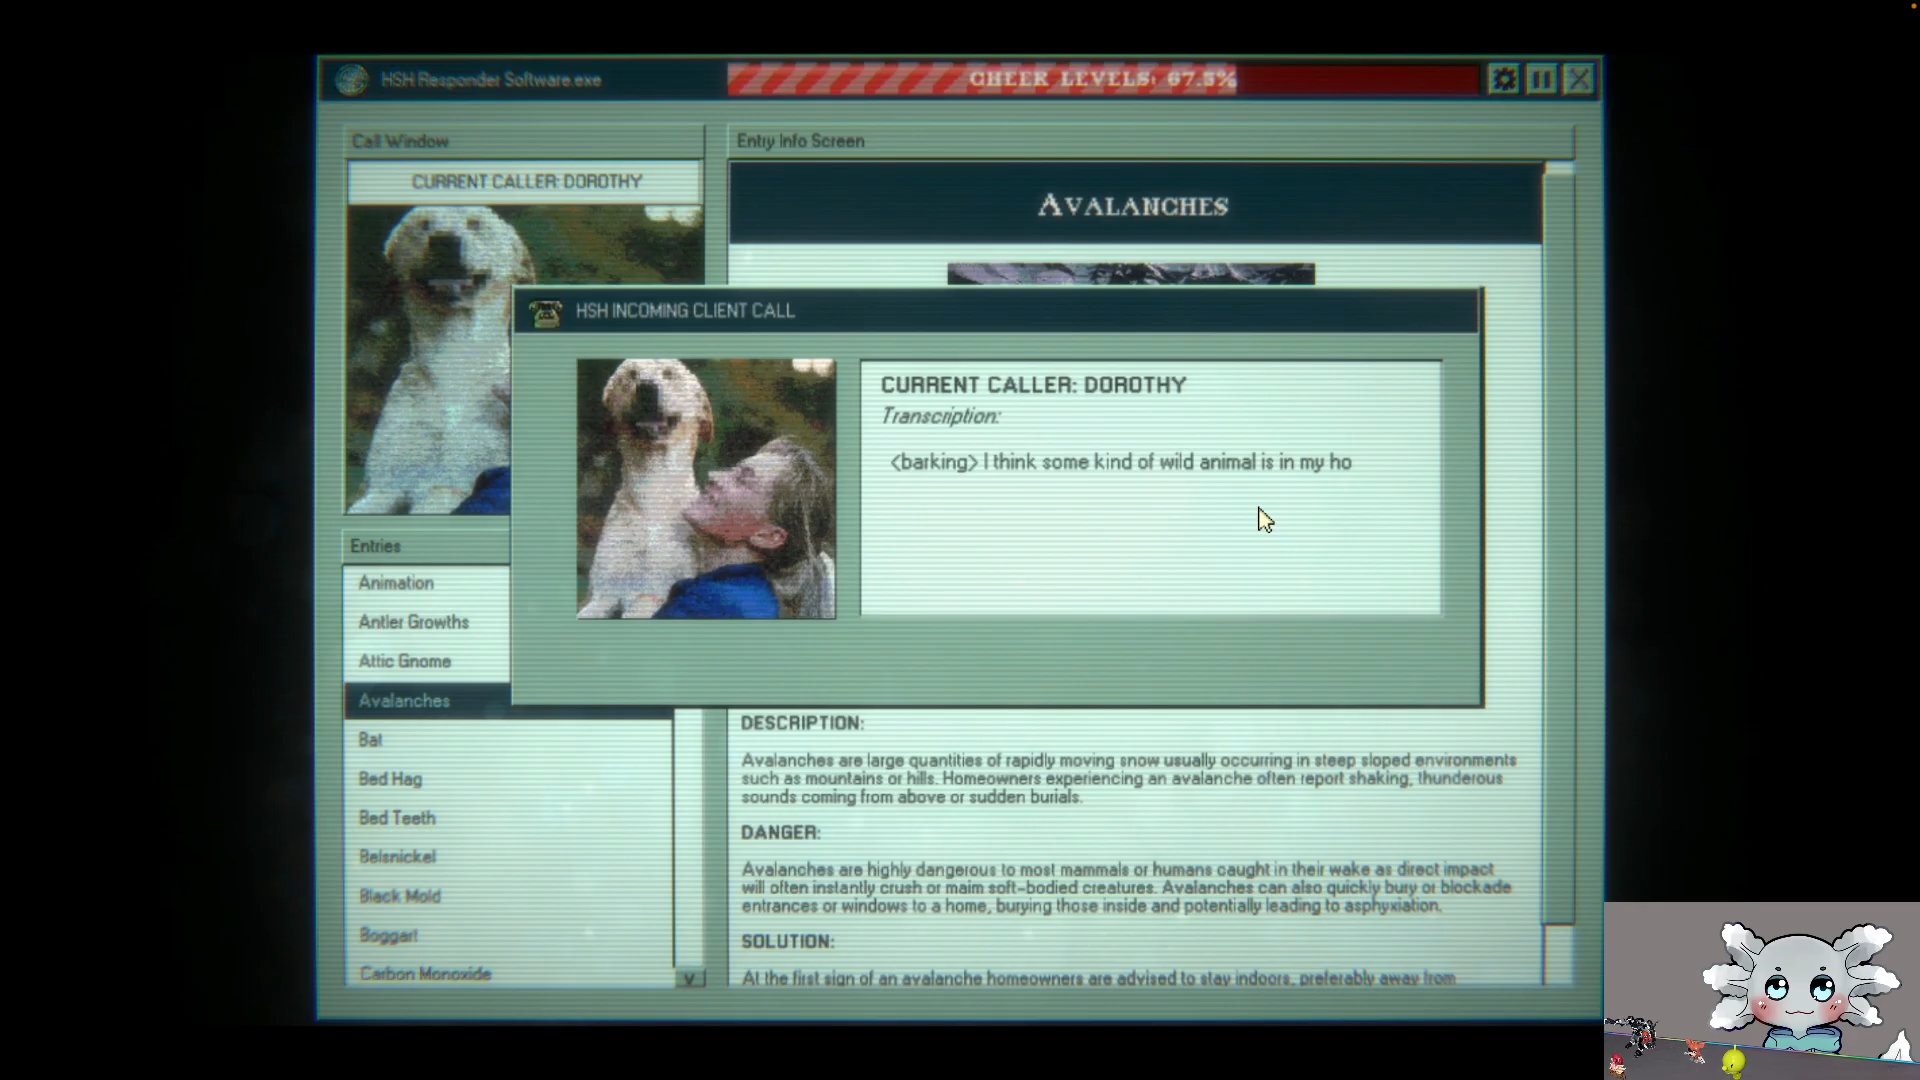 HSH Responder Software.exe
CHEER LEVELS: 67.3%
Call Window
CURRENT CALLER: DOROTHY
Entry Info Screen
AVALANCHES
HSH INCOMING CLIENT CALL
CURRENT CALLER: DOROTHY
Transcription:
<barking> I think some kind of wild animal is in my ho
Entries
Animation
Antler Growths
Attic Gnome
Avalanches
Bat
Bed Hag
Bed Teeth
Belsnickel
Black Mold
Boggart
Carbon Monoxide
DESCRIPTION:
Avalanches are large quantities of rapidly moving snow usually occurring in steep sloped environments
such as mountains or hills. Homeowners experiencing an avalanche often report shaking, thunderous
sounds coming from above or sudden burials.
DANGER:
Avalanches are highly dangerous to most mammals or humans caught in their wake as direct impact
will often instantly crush or maim soft-bodied creatures. Avalanches can also quickly bury or blockade
entrances or windows to a home, burying those inside and potentially leading to asphyxiation.
SOLUTION:
At the first sign of an avalanche homeowners are advised to stay indoors, preferably away from